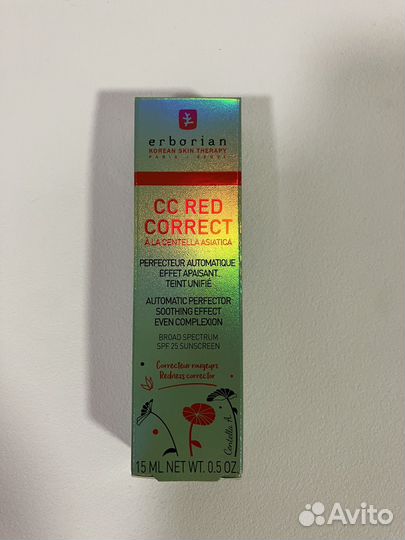 erborian
KOREAN SKIN THERAPY
PARIS - SEOUL
CC RED
CORRECT
À LA CENTELLA ASIATICA
PERFECTEUR AUTOMATIQUE
EFFET APAISANT
TEINT UNIFIÉ
AUTOMATIC PERFECTOR
SOOTHING EFFECT
EVEN COMPLEXION
BROAD SPECTRUM
SPF 25 SUNSCREEN
Correcteur rougeurs
Redness corrector
Centella
15 ML NET WT. 0.5 OZ.
Avito